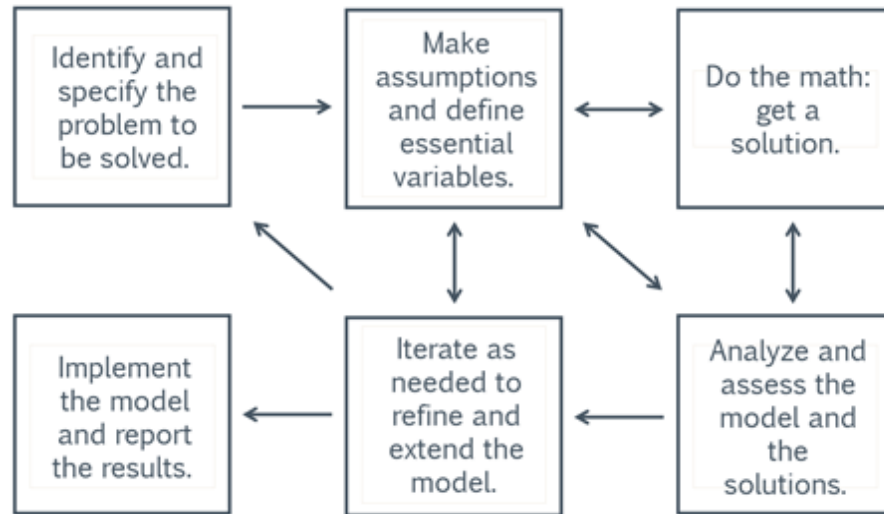 Identify and
specify the
problem to
be solved.
Make
assumptions
and define
essential
variables.
Do the math:
get a
solution.
Implement
the model
and report
the results.
Iterate as
needed to
refine and
extend the
model.
Analyze and
assess the
model and
the
solutions.